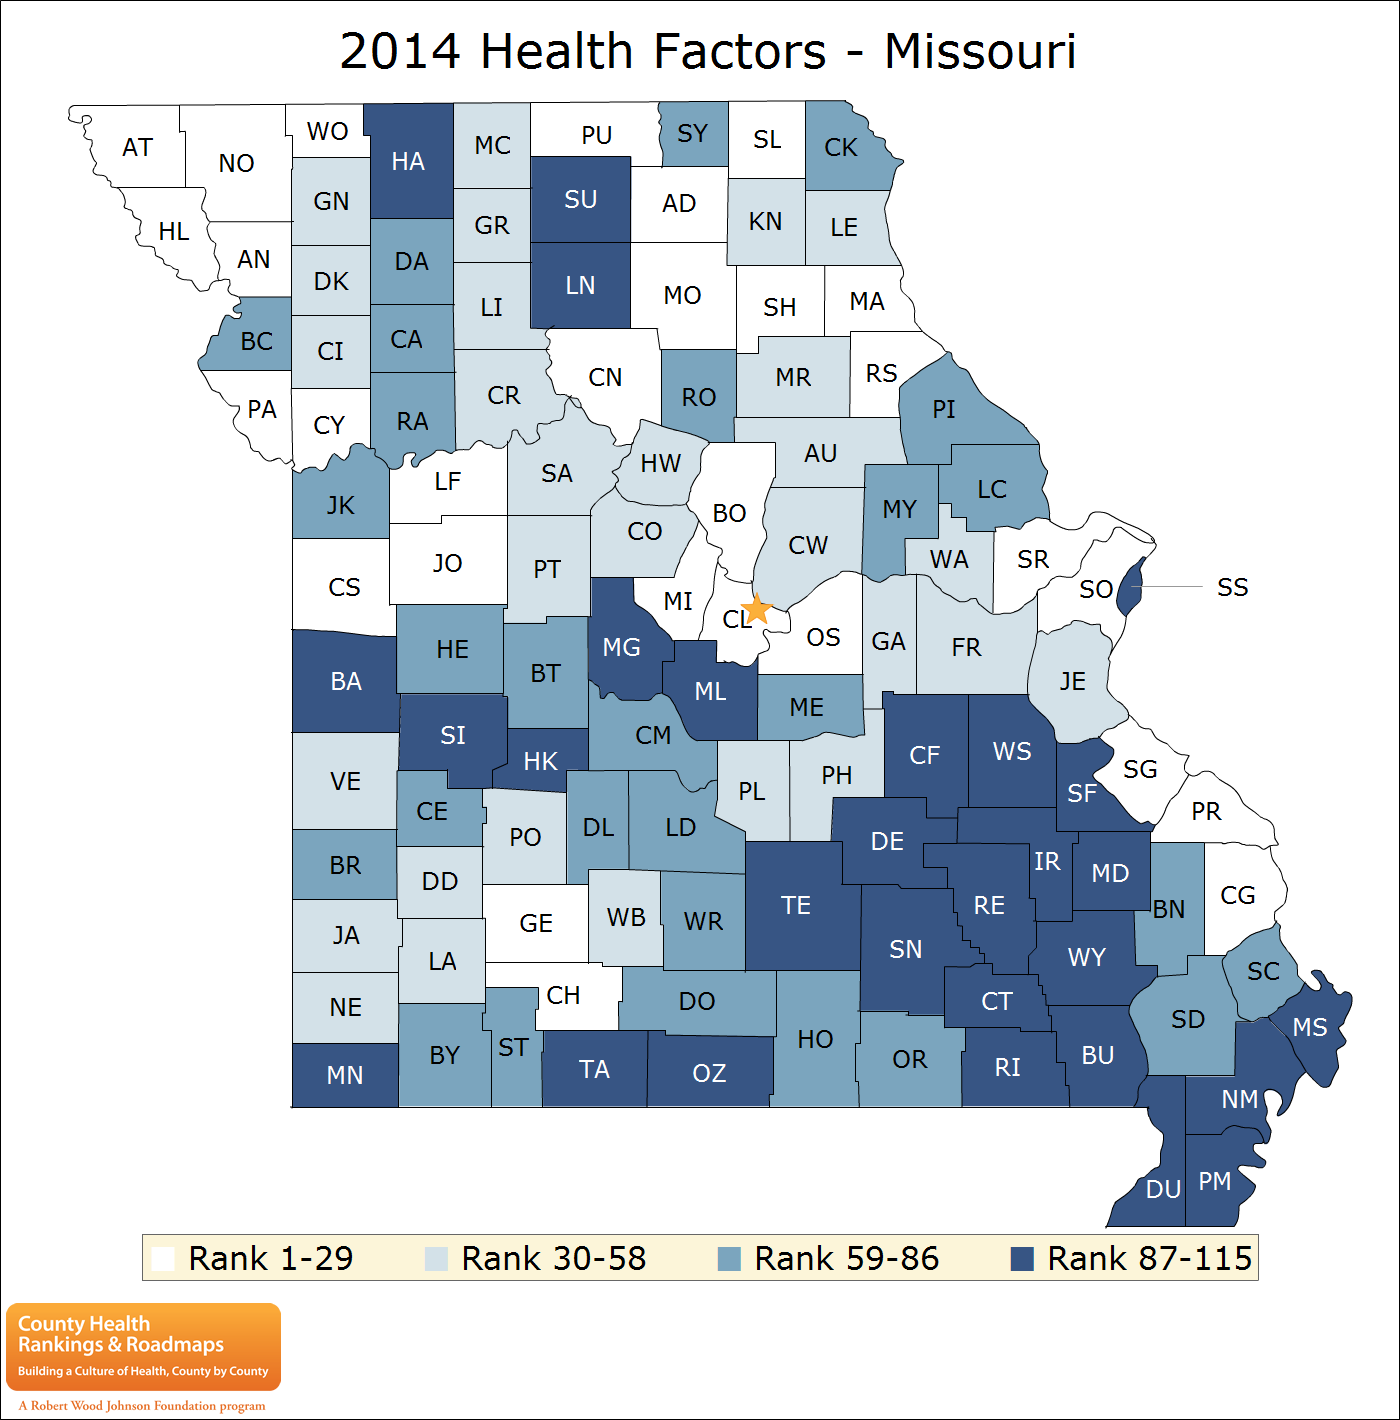 2014 Health Factors - Missouri
AT
NO
WO
HA
MC
PU
SY
SL
CK
GN
SU
AD
KN
LE
HL
AN
GR
DK
DA
LN
MO
SH
MA
LI
BC
CI
CA
CN
MR
RS
PA
CY
RA
CR
RO
PI
LF
SA
HW
AU
JK
LC
BO
MY
CO
CW
JO
PT
WA
SR
CS
MI
CL
SO
SS
HE
BT
MG
OS
GA
FR
BA
ML
JE
ME
SI
CM
HK
CF
WS
VE
PL
PH
SG
SF
CE
PO
DL
LD
DE
PR
BR
DD
TE
RE
IR
MD
BN
CG
JA
GE
WB
WR
LA
SN
WY
NE
CH
DO
CT
SC
SD
MS
BY
ST
HO
OR
BU
MN
TA
OZ
RI
NM
DU
PM
Rank 1-29 Rank 30-58 Rank 59-86 Rank 87-115
County Health
Rankings & Roadmaps
Building a Culture of Health, County by County
A Robert Wood Johnson Foundation program